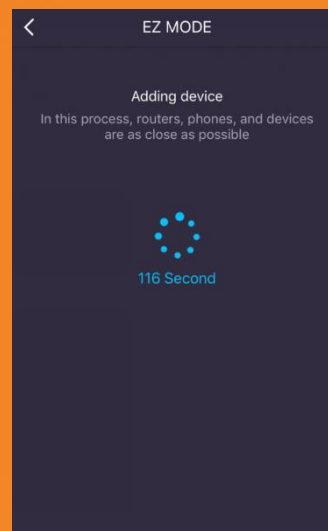 EZ MODE
Adding device
In this process, routers, phones, and devices
are as close as possible
116 Second